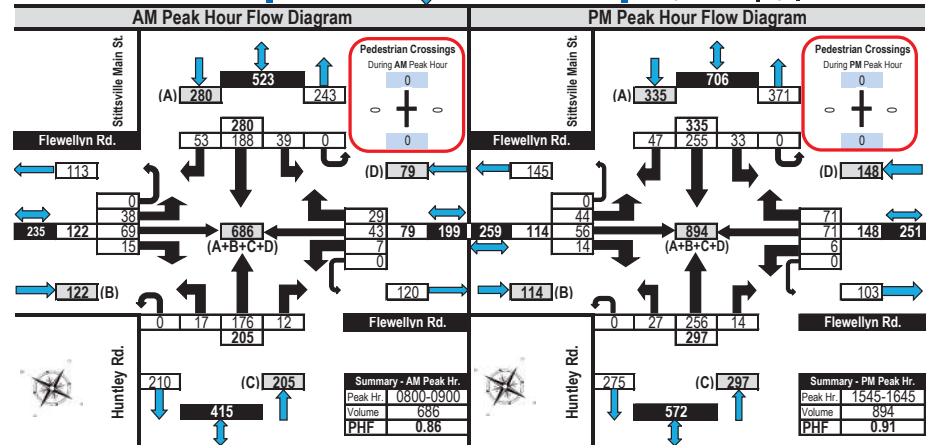 AM Peak Hour Flow Diagram
Stittsville Main St.
Pedestrian Crossings
During AM Peak Hour
0
0 0
0
523
(A) 280 243
280
53 188 39 0
Flewellyn Rd.
113
(D) 79
0
38
69
15
235 122
686
(A+B+C+D)
29
43
7
0
79 199
122 (B)
120
0 17 176 12
205
Flewellyn Rd.
Huntley Rd.
210 (C) 205
415
Summary - AM Peak Hr.
Peak Hr. 0800-0900
Volume 686
PHF 0.86
PM Peak Hour Flow Diagram
Stittsville Main St.
Pedestrian Crossings
During PM Peak Hour
0
0 0
0
706
(A) 335 371
335
47 255 33 0
Flewellyn Rd.
145
(D) 148
0
44
56
14
259 114
894
(A+B+C+D)
71
71
6
0
148 251
114 (B)
103
0 27 256 14
297
Flewellyn Rd.
Huntley Rd.
275 (C) 297
572
Summary - PM Peak Hr.
Peak Hr. 1545-1645
Volume 894
PHF 0.91